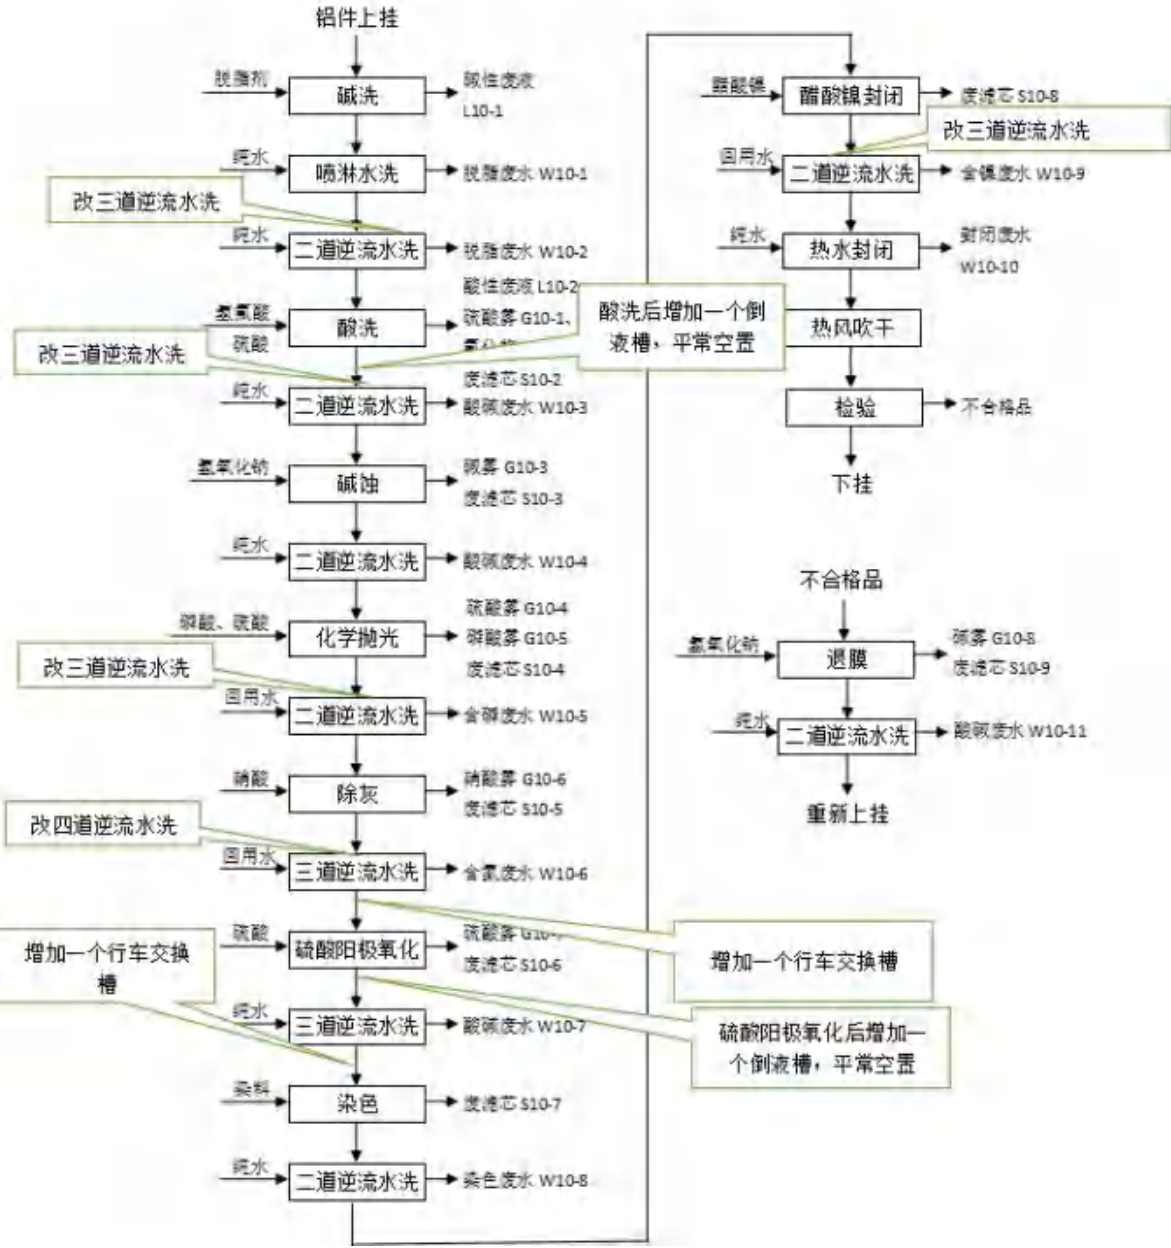 铝件上挂
脱脂剂
碱洗
碱性废液
L10-1
纯水
喷淋水洗
脱脂废水 W10-1
改三道逆流水洗
纯水
二道逆流水洗
脱脂废水 W10-2
酸性废液 L10-2
氢氟酸
硫酸
酸洗
硫酸雾 G10-1、
酸洗后增加一个倒
液槽，平常空置
改三道逆流水洗
废滤芯 S10-2
纯水
二道逆流水洗
酸碱废水 W10-3
氢氧化钠
碱蚀
碱雾 G10-3
废滤芯 S10-3
纯水
二道逆流水洗
酸碱废水 W10-4
磷酸、硫酸
化学抛光
硫酸雾 G10-4
磷酸雾 G10-5
废滤芯 S10-4
改三道逆流水洗
回用水
二道逆流水洗
含磷废水 W10-5
硝酸
除灰
硝酸雾 G10-6
废滤芯 S10-5
改四道逆流水洗
回用水
三道逆流水洗
含氮废水 W10-6
增加一个行车交换槽
硫酸
硫酸阳极氧化
硫酸雾 G10-7
废滤芯 S10-6
增加一个行车交换
槽
硫酸阳极氧化后增加一
个倒液槽，平常空置
纯水
三道逆流水洗
酸碱废水 W10-7
染料
染色
废滤芯 S10-7
纯水
二道逆流水洗
染色废水 W10-8
醋酸镍
醋酸镍封闭
废滤芯 S10-8
改三道逆流水洗
回用水
二道逆流水洗
含镍废水 W10-9
纯水
热水封闭
封闭废水
W10-10
热风吹干
检验
不合格品
下挂
不合格品
氢氧化钠
退膜
碱雾 G10-8
废滤芯 S10-9
纯水
二道逆流水洗
酸碱废水 W10-11
重新上挂